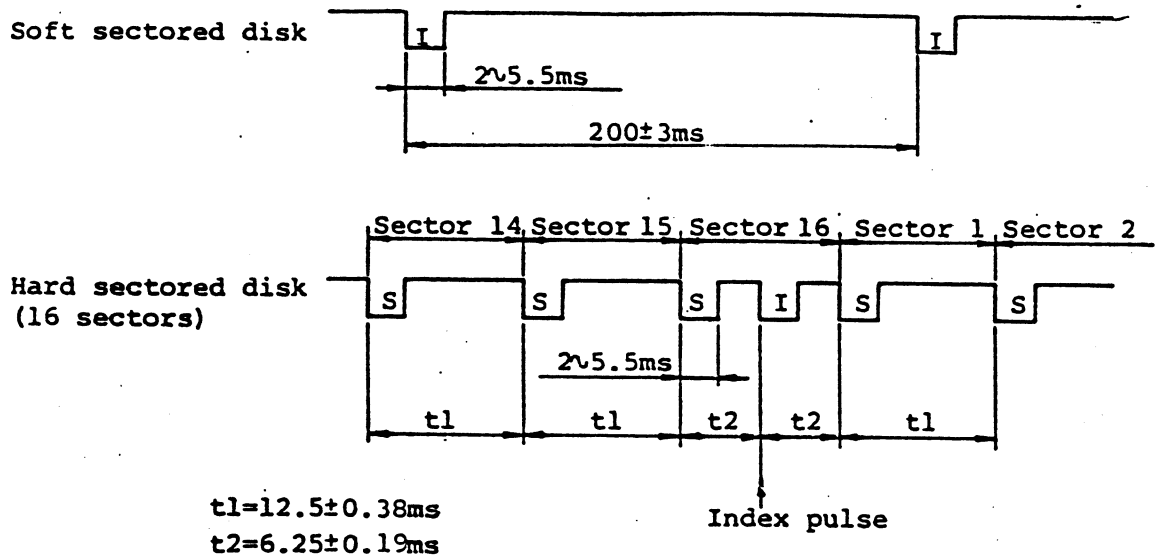 Soft sectored disk
I
I
2~5.5ms
200±3ms
Sector 14 Sector 15 Sector 16 Sector 1 Sector 2
Hard sectored disk
(16 sectors)
S
S
S
I
S
S
2~5.5ms
t1
t1
t2
t2
t1
t1=12.5±0.38ms
t2=6.25±0.19ms
Index pulse